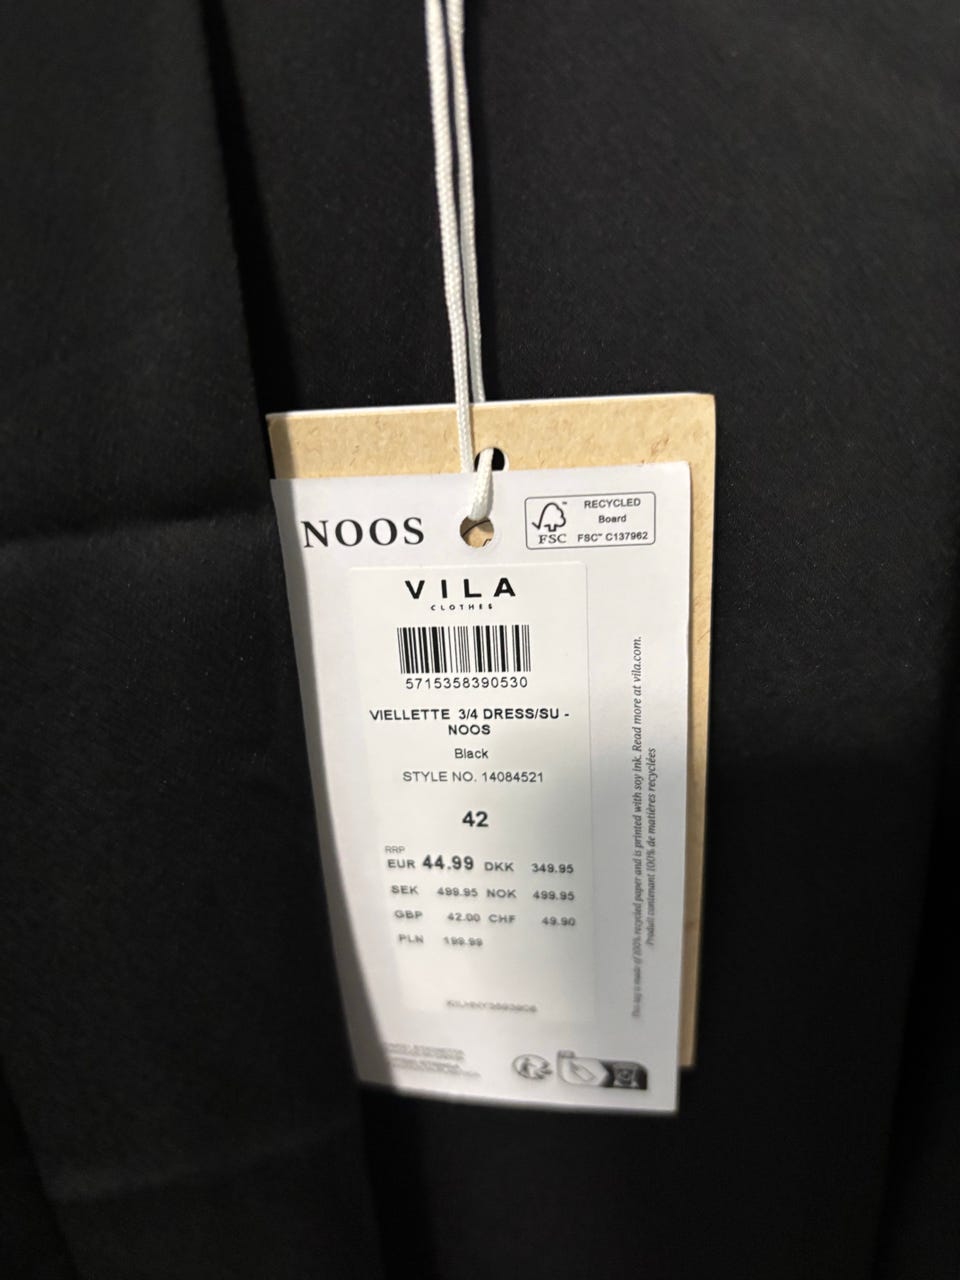 NOOS
FSC™
RECYCLED
Board
FSC™ C137962
VILA
CLOTHES
5715358390530
VIELLETTE 3/4 DRESS/SU -
NOOS
Black
STYLE NO. 14084521
42
RRP
EUR 44.99 DKK 349.95
SEK 499.95 NOK 499.95
GBP 42.00 CHF 49.90
PLN 199.99
This tag is made of 100% recycled paper and is printed with soy ink. Read more at vila.com.
Produit contenant 100% de matières recyclées